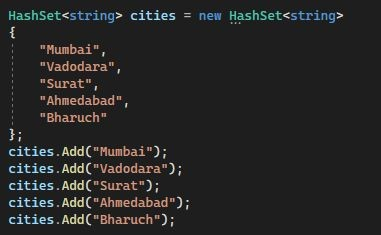 HashSet<string> cities = new HashSet<string>
{
    "Mumbai",
    "Vadodara",
    "Surat",
    "Ahmedabad",
    "Bharuch"
};
cities.Add("Mumbai");
cities.Add("Vadodara");
cities.Add("Surat");
cities.Add("Ahmedabad");
cities.Add("Bharuch");